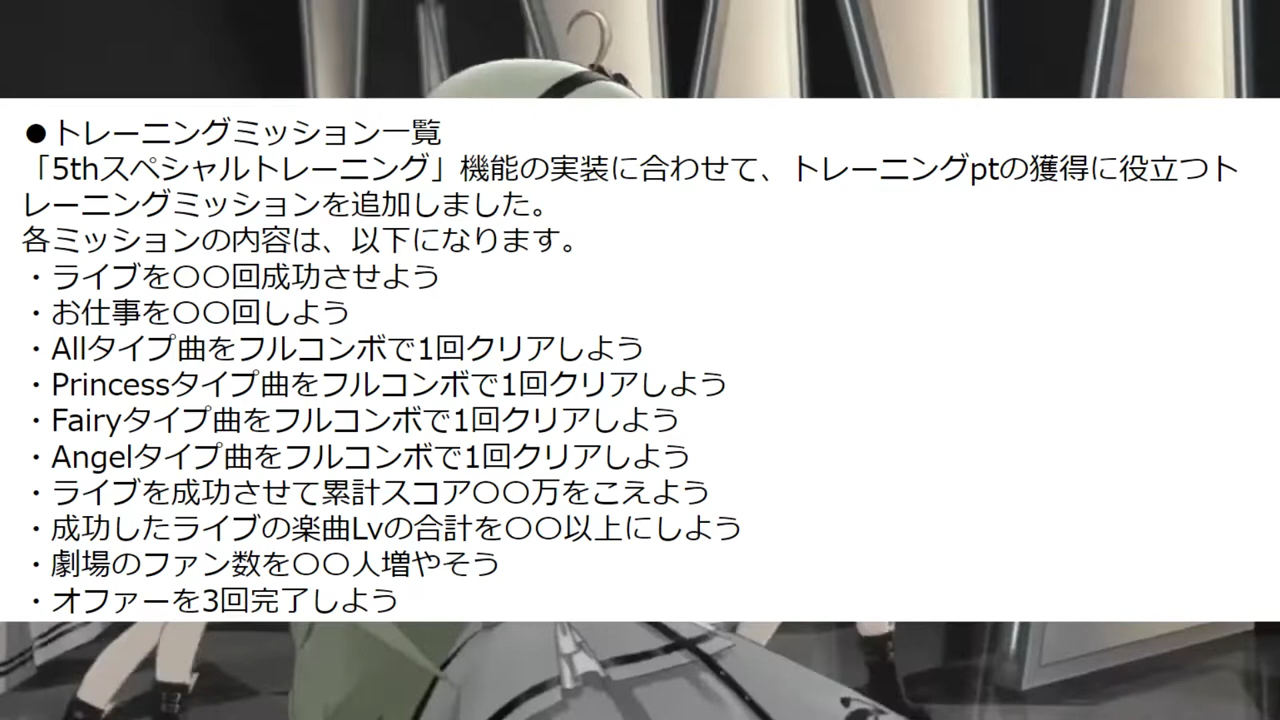 ●トレーニングミッション一覧
「5thスペシャルトレーニング」機能の実装に合わせて、トレーニングptの獲得に役立つト
レーニングミッションを追加しました。
各ミッションの内容は、以下になります。
・ライブを〇〇回成功させよう
・お仕事を〇〇回しよう
・Allタイプ曲をフルコンボで1回クリアしよう
・Princessタイプ曲をフルコンボで1回クリアしよう
・Fairyタイプ曲をフルコンボで1回クリアしよう
・Angelタイプ曲をフルコンボで1回クリアしよう
・ライブを成功させて累計スコア〇〇万をこえよう
・成功したライブの楽曲Lvの合計を〇〇以上にしよう
・劇場のファン数を〇〇人増やそう
・オファーを3回完了しよう